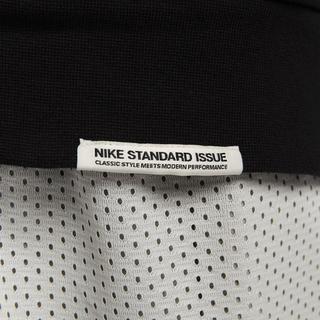 NIKE STANDARD ISSUE
CLASSIC STYLE MEETS MODERN PERFORMANCE